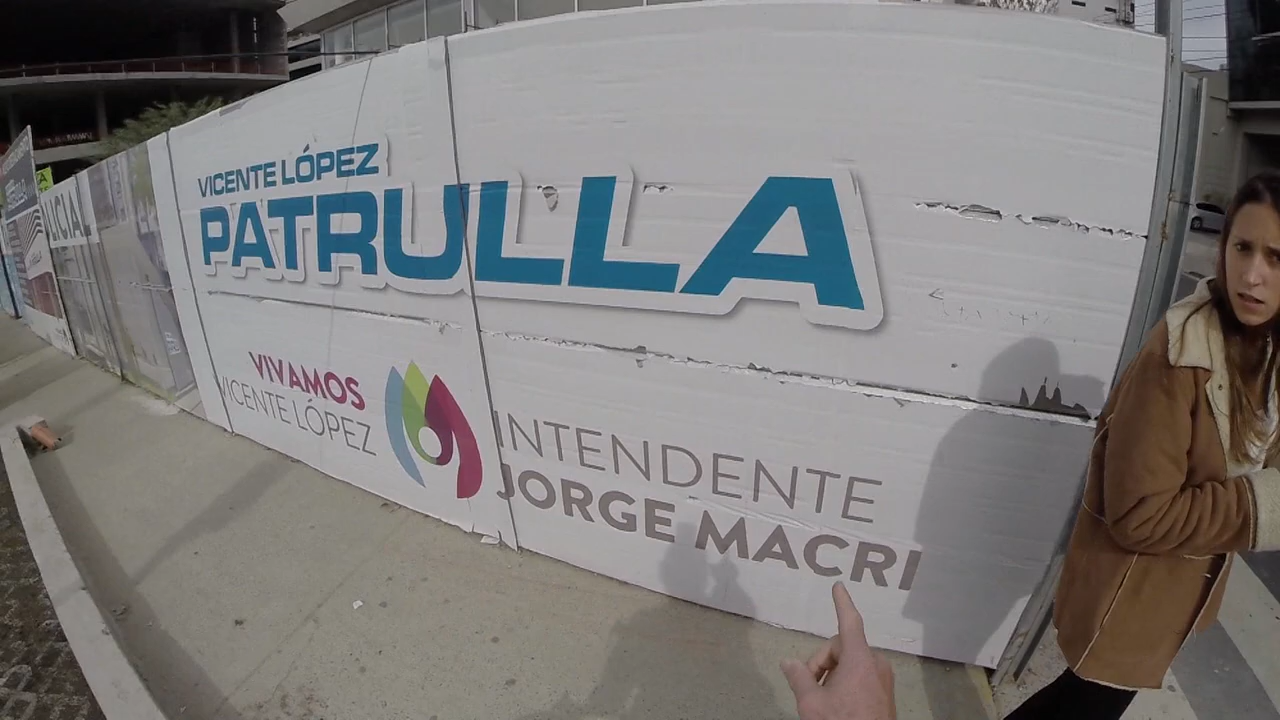 VICENTE LÓPEZ
PATRULLA
VIVAMOS
VICENTE LÓPEZ
INTENDENTE
JORGE MACRI